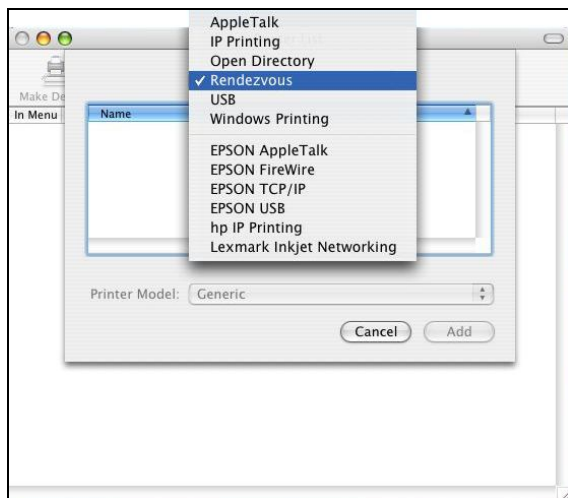 AppleTalk
IP Printing
Open Directory
✓ Rendezvous
USB
Windows Printing
EPSON AppleTalk
EPSON FireWire
EPSON TCP/IP
EPSON USB
hp IP Printing
Lexmark Inkjet Networking
Make De
In Menu
Name
Printer Model: Generic
Cancel Add